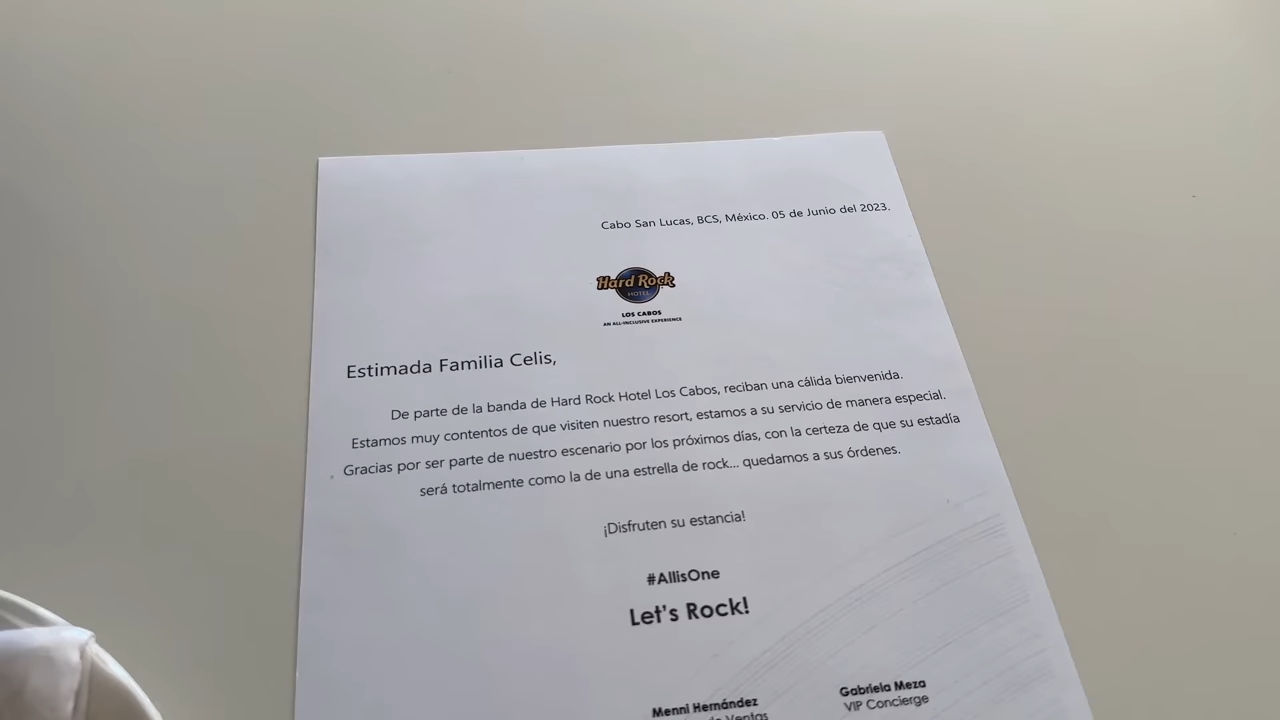 Cabo San Lucas, BCS, México. 05 de Junio del 2023.
Hard Rock
HOTEL
LOS CABOS
AN ALL-INCLUSIVE EXPERIENCE
Estimada Familia Celis,
De parte de la banda de Hard Rock Hotel Los Cabos, reciban una cálida bienvenida.
Estamos muy contentos de que visiten nuestro resort, estamos a su servicio de manera especial.
Gracias por ser parte de nuestro escenario por los próximos días, con la certeza de que su estadía
será totalmente como la de una estrella de rock... quedamos a sus órdenes.
¡Disfruten su estancia!
#AllisOne
Let's Rock!
Menni Hernández
Gabriela Meza
Ventas
VIP Concierge